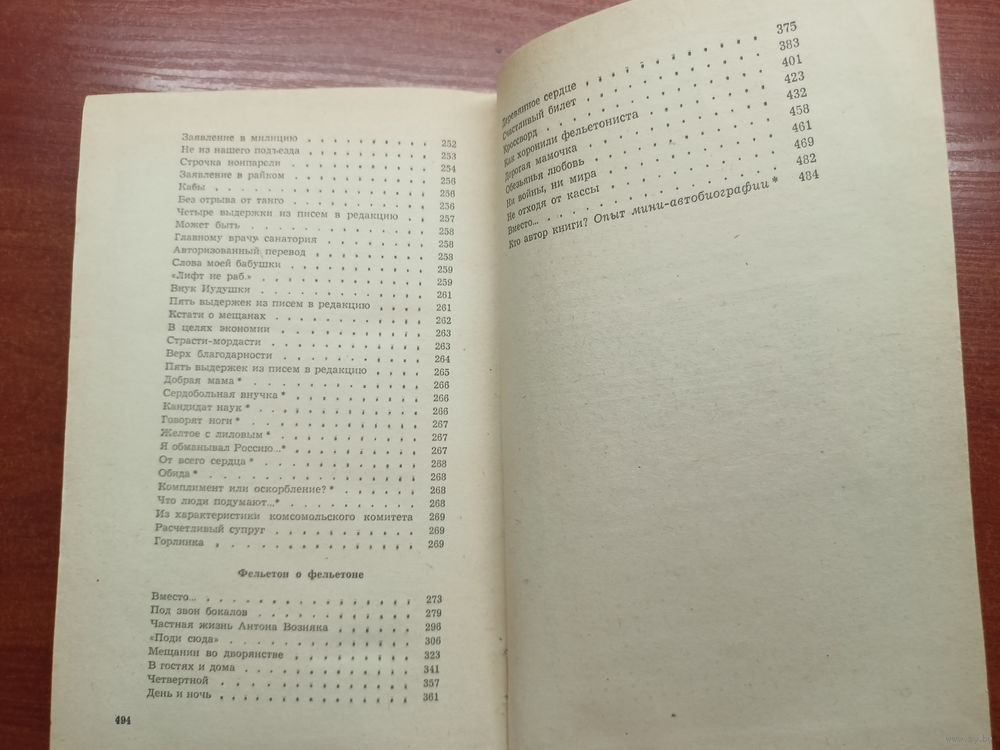 Заявление в милицию 252
Не из нашего подъезда 253
Строчка нонпарели 254
Заявление в райком 256
Кабы 256
Без отрыва от танго 256
Четыре выдержки из писем в редакцию 257
Может быть 258
Главному врачу санатория 258
Авторизованный перевод 258
Слова моей бабушки 259
«Лифт не раб.» 259
Внук Иудушки 261
Пять выдержек из писем в редакцию 261
Кстати о мещанах 262
В целях экономии 263
Страсти-мордасти 263
Верх благодарности 264
Пять выдержек из писем в редакцию 265
Добрая мама * 266
Сердобольная внучка * 266
Кандидат наук * 266
Говорят ноги * 267
Желтое с лиловым * 267
Я обманывал Россию...* 267
От всего сердца * 268
Обида * 268
Комплимент или оскорбление? * 268
Что люди подумают...* 268
Из характеристики комсомольского комитета 269
Расчетливый супруг 269
Горлинка 269
Фельетон о фельетоне
Вместо... 273
Под звон бокалов 279
Частная жизнь Антона Возняка 296
«Поди сюда» 306
Мещанин во дворянстве 323
В гостях и дома 341
Четвертной 357
День и ночь 361
494
Деревянное сердце 375
Счастливый билет 383
Кроссворд 401
Как хоронили фельетониста 423
Дорогая мамочка 432
Обезьянья любовь 458
Ни войны, ни мира 461
Не отходя от кассы 469
Вместо... 482
Кто автор книги? Опыт мини-автобиографии * 484